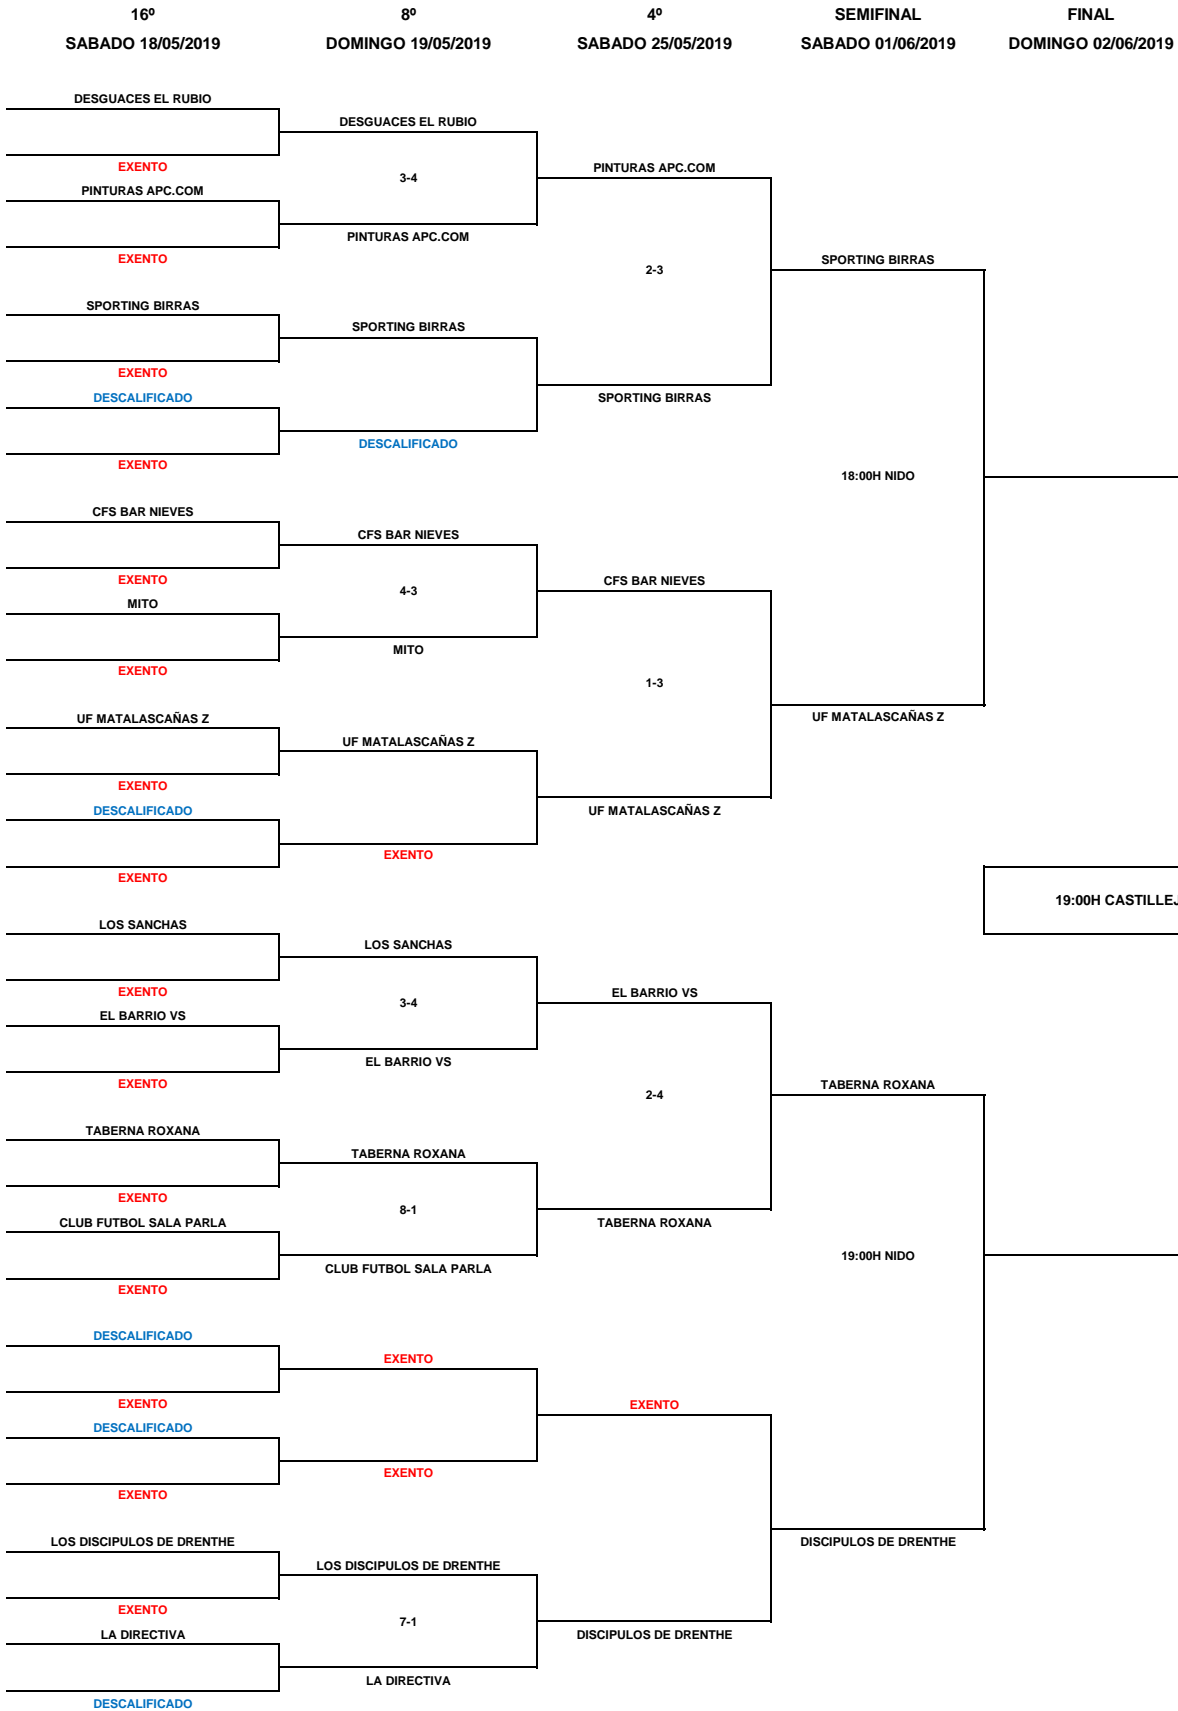 16º 8º 4º SEMIFINAL FINAL
SABADO 18/05/2019 DOMINGO 19/05/2019 SABADO 25/05/2019 SABADO 01/06/2019 DOMINGO 02/06/2019
DESGUACES EL RUBIO
DESGUACES EL RUBIO
EXENTO
PINTURAS APC.COM
3-4
PINTURAS APC.COM
PINTURAS APC.COM
EXENTO
SPORTING BIRRAS
2-3
SPORTING BIRRAS
SPORTING BIRRAS
EXENTO
DESCALIFICADO
SPORTING BIRRAS
DESCALIFICADO
EXENTO
18:00H NIDO
CFS BAR NIEVES
CFS BAR NIEVES
EXENTO
CFS BAR NIEVES
4-3
MITO
MITO
EXENTO
1-3
UF MATALASCAÑAS Z
UF MATALASCAÑAS Z
UF MATALASCAÑAS Z
EXENTO
DESCALIFICADO
UF MATALASCAÑAS Z
EXENTO
EXENTO
19:00H CASTILLEJ
LOS SANCHAS
LOS SANCHAS
EXENTO
EL BARRIO VS
3-4
EL BARRIO VS
EL BARRIO VS
EXENTO
TABERNA ROXANA
2-4
TABERNA ROXANA
TABERNA ROXANA
EXENTO
8-1
CLUB FUTBOL SALA PARLA
TABERNA ROXANA
19:00H NIDO
CLUB FUTBOL SALA PARLA
EXENTO
DESCALIFICADO
EXENTO
EXENTO
EXENTO
DESCALIFICADO
EXENTO
EXENTO
LOS DISCIPULOS DE DRENTHE
DISCIPULOS DE DRENTHE
LOS DISCIPULOS DE DRENTHE
EXENTO
7-1
LA DIRECTIVA
DISCIPULOS DE DRENTHE
LA DIRECTIVA
DESCALIFICADO